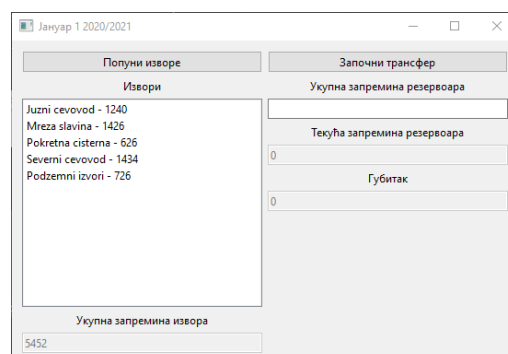 Јануар 1 2020/2021
Попуни изворе
Започни трансфер
Извори
Укупна запремина резервоара
Juzni cevovod - 1240
Mreza slavina - 1426
Pokretna cisterna - 626
Severni cevovod - 1434
Podzemni izvori - 726
Текућа запремина резервоара
0
Губитак
0
Укупна запремина извора
5452